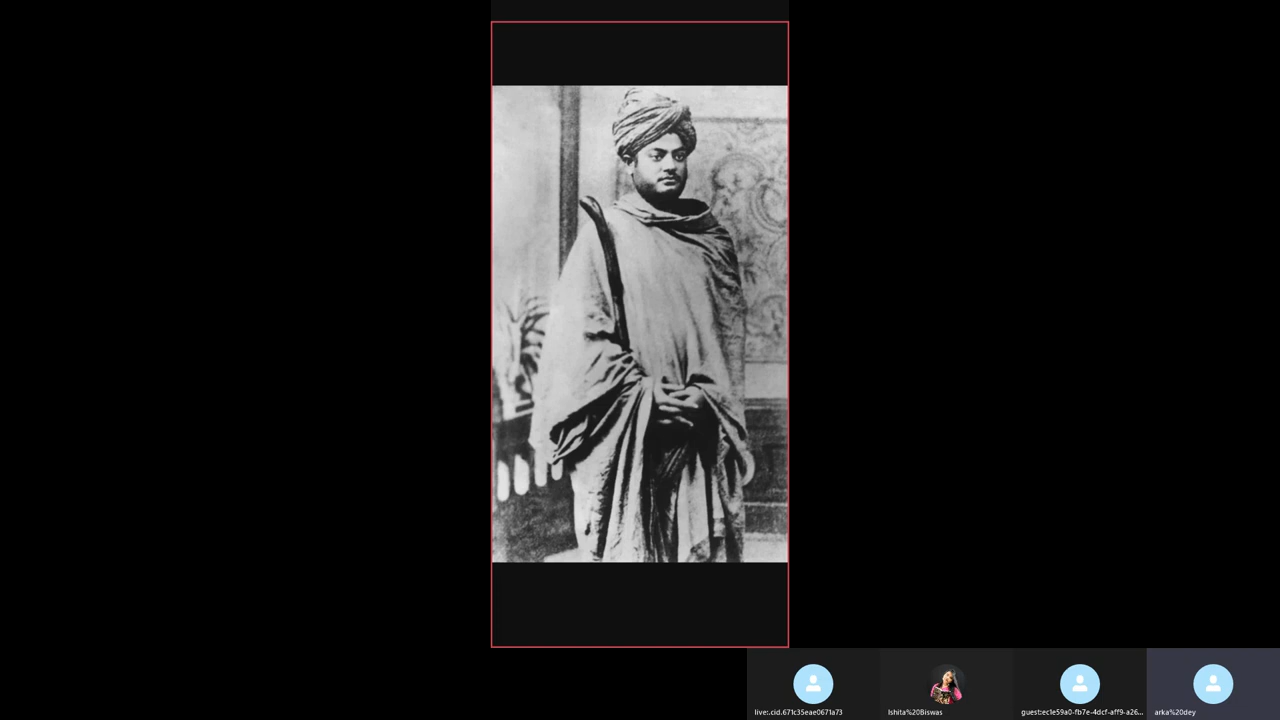 live:.cid.671c35eae0671a73
Ishita%20Biswas
guest:ec1e59a0-fb7e-4dcf-aff9-a26...
arka%20dey